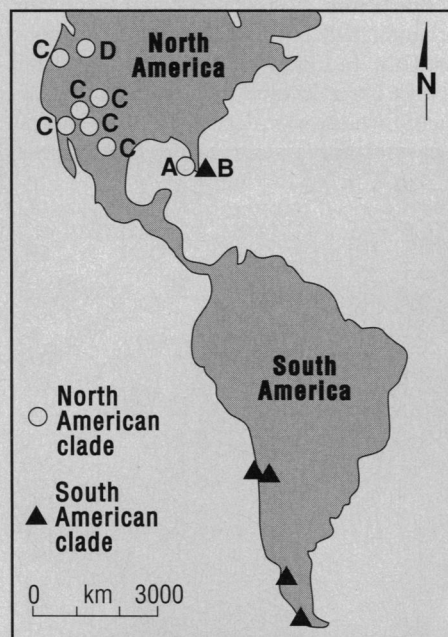 North
America
N
C
D
C
C
C
C
C
A
B
South
America
North
American
clade
South
American
clade
0 km 3000